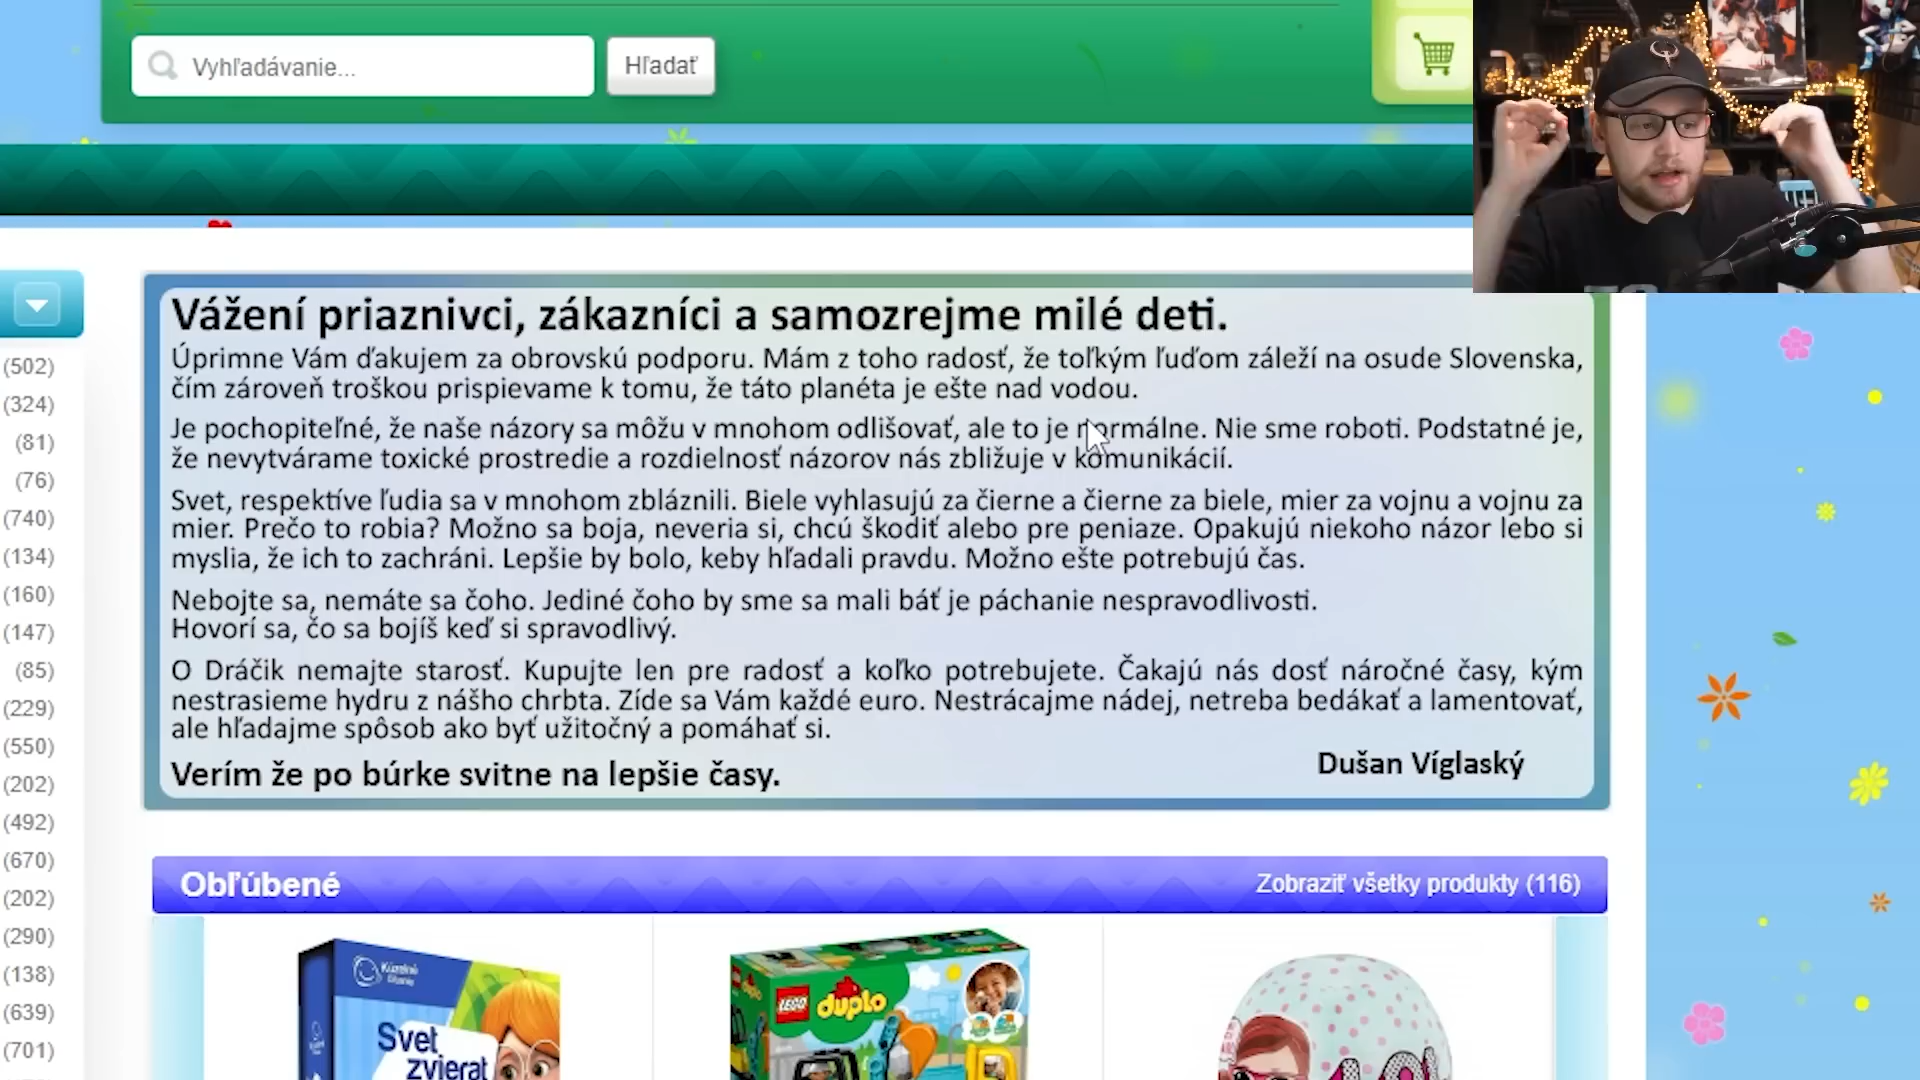 Vyhľadávanie...
Hľadať
Vážení priaznivci, zákazníci a samozrejme milé deti.
Úprimne Vám ďakujem za obrovskú podporu. Mám z toho radosť, že toľkým ľuďom záleží na osude Slovenska,
čím zároveň troškou prispievame k tomu, že táto planéta je ešte nad vodou.
Je pochopiteľné, že naše názory sa môžu v mnohom odlišovať, ale to je normálne. Nie sme roboti. Podstatné je,
že nevytvárame toxické prostredie a rozdielnosť názorov nás zbližuje v komunikácií.
Svet, respektíve ľudia sa v mnohom zbláznili. Biele vyhlasujú za čierne a čierne za biele, mier za vojnu a vojnu za
mier. Prečo to robia? Možno sa boja, neveria si, chcú škodiť alebo pre peniaze. Opakujú niekoho názor lebo si
myslia, že ich to zachráni. Lepšie by bolo, keby hľadali pravdu. Možno ešte potrebujú čas.
Nebojte sa, nemáte sa čoho. Jediné čoho by sme sa mali báť je páchanie nespravodlivosti.
Hovorí sa, čo sa bojíš keď si spravodlivý.
O Dráčik nemajte starosť. Kupujte len pre radosť a koľko potrebujete. Čakajú nás dosť náročné časy, kým
nestrasieme hydru z nášho chrbta. Zíde sa Vám každé euro. Nestrácajme nádej, netreba bedákať a lamentovať,
ale hľadajme spôsob ako byť užitočný a pomáhať si.
Dušan Víglaský
Verím že po búrke svitne na lepšie časy.
(502)
(324)
(81)
(76)
(740)
(134)
(160)
(147)
(85)
(229)
(550)
(202)
(492)
(670)
(202)
(290)
(138)
(639)
(701)
Obľúbené
Zobraziť všetky produkty (116)
Kúzelné
čítanie
Svet
zvierat
LEGO
duplo